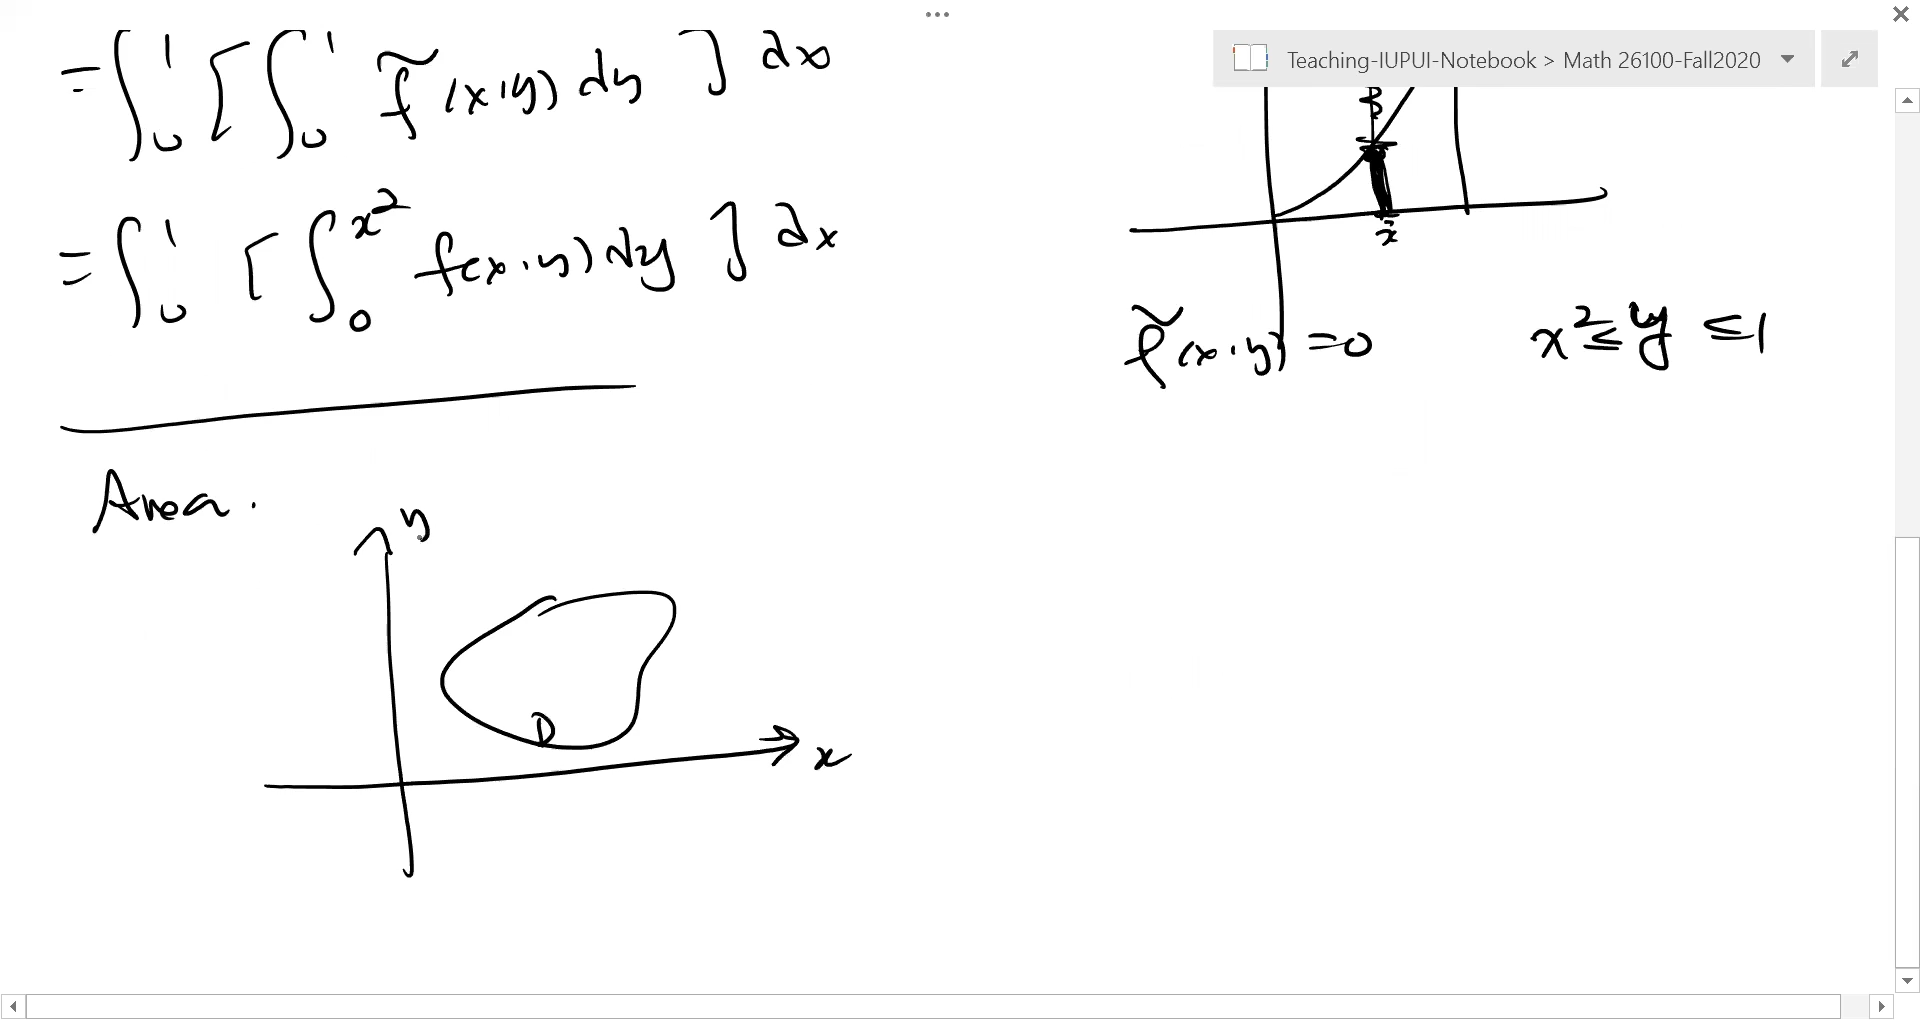 = ∫₀¹ [ ∫₀¹ f̃(x,y) dy ] dx
Teaching-IUPUI-Notebook > Math 26100-Fall2020
= ∫₀¹ [ ∫₀^{x²} f(x,y) dy ] dx
x
f̃(x,y) = 0 x² ≤ y ≤ 1
Area.
y
D
x